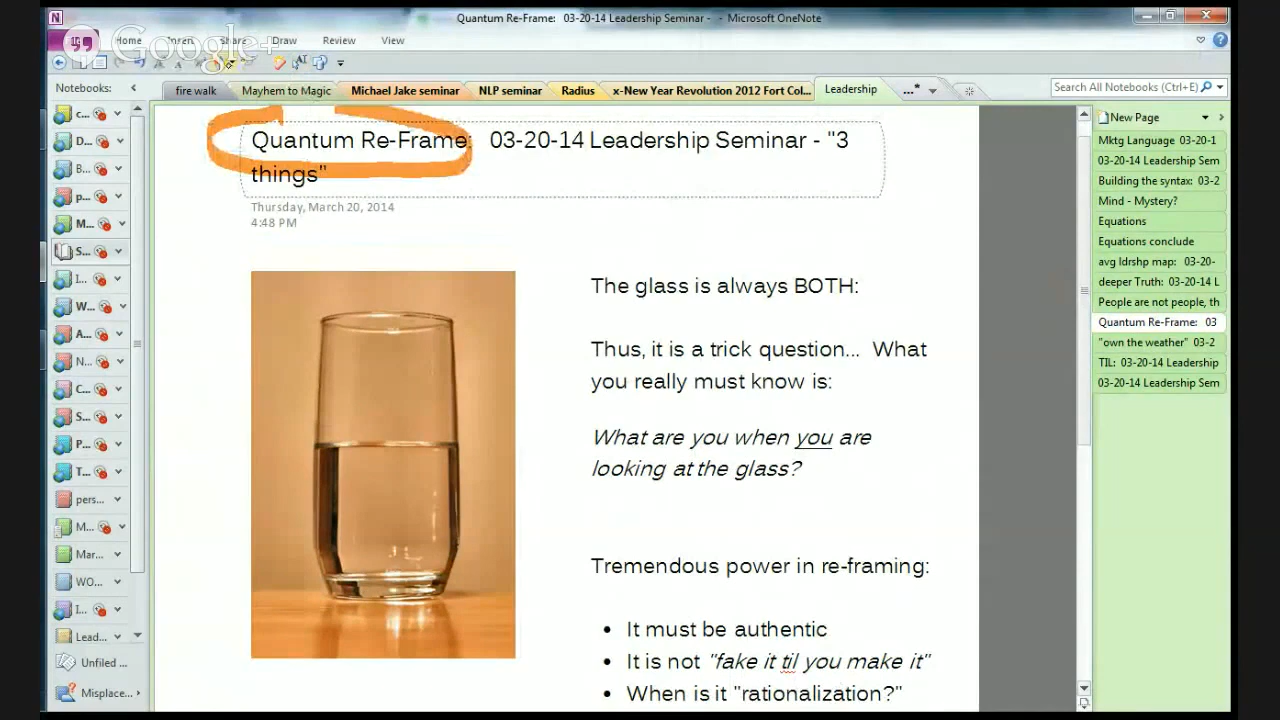 Quantum Re-Frame: 03-20-14 Leadership Seminar - - Microsoft OneNote
Home Insert Share Draw Review View
Google+
Notebooks:
fire walk Mayhem to Magic Michael Jake seminar NLP seminar Radius x-New Year Revolution 2012 Fort Col... Leadership ...*
Search All Notebooks (Ctrl+E)
C...
D...
B...
p...
M...
S...
I...
W...
A...
N...
C...
S...
P...
T...
pers...
M...
Mar...
WO...
I...
Lead...
Unfiled ...
Misplace...
Quantum Re-Frame: 03-20-14 Leadership Seminar - "3
things"
Thursday, March 20, 2014
4:48 PM
The glass is always BOTH:
Thus, it is a trick question... What
you really must know is:
What are you when you are
looking at the glass?
Tremendous power in re-framing:
• It must be authentic
• It is not "fake it til you make it"
• When is it "rationalization?"
New Page
Mktg Language 03-20-1
03-20-14 Leadership Sem
Building the syntax: 03-2
Mind - Mystery?
Equations
Equations conclude
avg ldrshp map: 03-20-
deeper Truth: 03-20-14 L
People are not people, th
Quantum Re-Frame: 03
"own the weather" 03-2
TIL: 03-20-14 Leadership
03-20-14 Leadership Sem